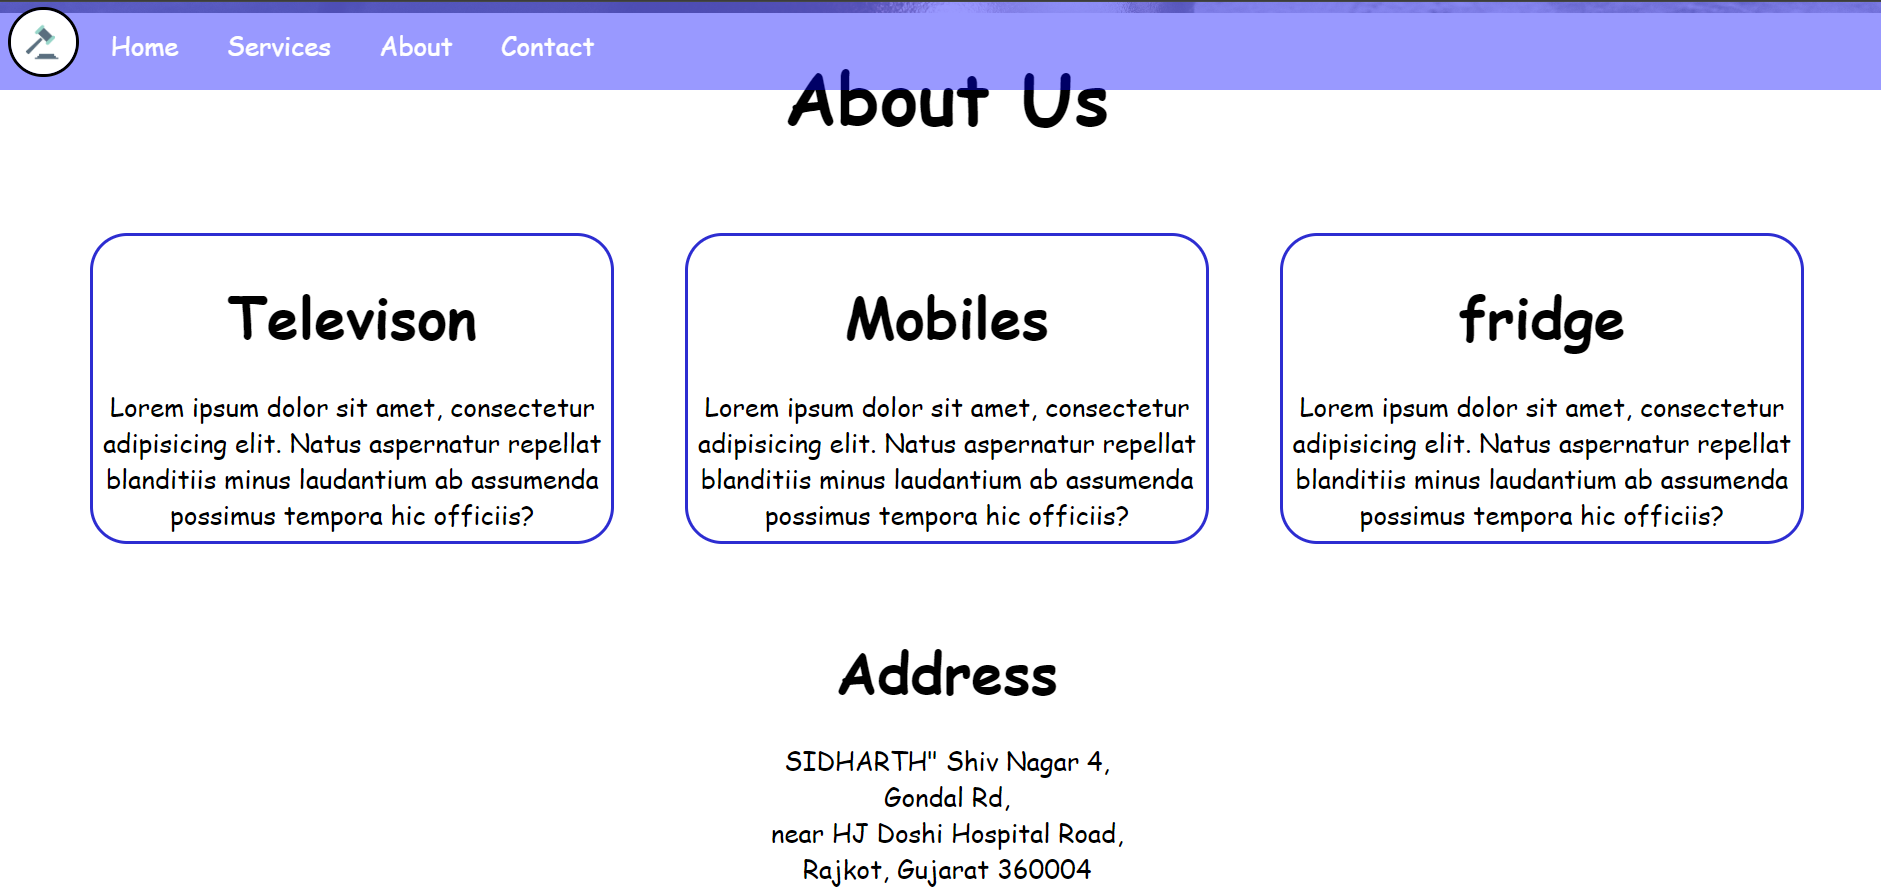 Home Services About Contact
About Us
Televison
Lorem ipsum dolor sit amet, consectetur
adipisicing elit. Natus aspernatur repellat
blanditiis minus laudantium ab assumenda
possimus tempora hic officiis?
Mobiles
Lorem ipsum dolor sit amet, consectetur
adipisicing elit. Natus aspernatur repellat
blanditiis minus laudantium ab assumenda
possimus tempora hic officiis?
fridge
Lorem ipsum dolor sit amet, consectetur
adipisicing elit. Natus aspernatur repellat
blanditiis minus laudantium ab assumenda
possimus tempora hic officiis?
Address
SIDHARTH" Shiv Nagar 4,
Gondal Rd,
near HJ Doshi Hospital Road,
Rajkot, Gujarat 360004